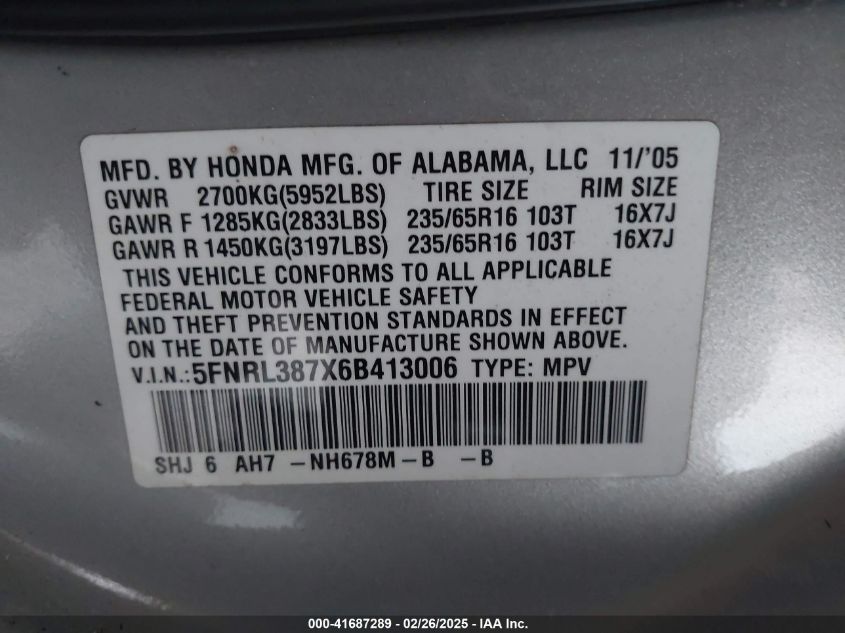 MFD. BY HONDA MFG. OF ALABAMA, LLC 11/'05
GVWR 2700KG(5952LBS) TIRE SIZE RIM SIZE
GAWR F 1285KG(2833LBS) 235/65R16 103T 16X7J
GAWR R 1450KG(3197LBS) 235/65R16 103T 16X7J
THIS VEHICLE CONFORMS TO ALL APPLICABLE
FEDERAL MOTOR VEHICLE SAFETY
AND THEFT PREVENTION STANDARDS IN EFFECT
ON THE DATE OF MANUFACTURE SHOWN ABOVE.
V.I.N.:5FNRL387X6B413006 TYPE: MPV
SHJ 6 AH7 -NH678M-B -B
000-41687289 - 02/26/2025 - IAA Inc.